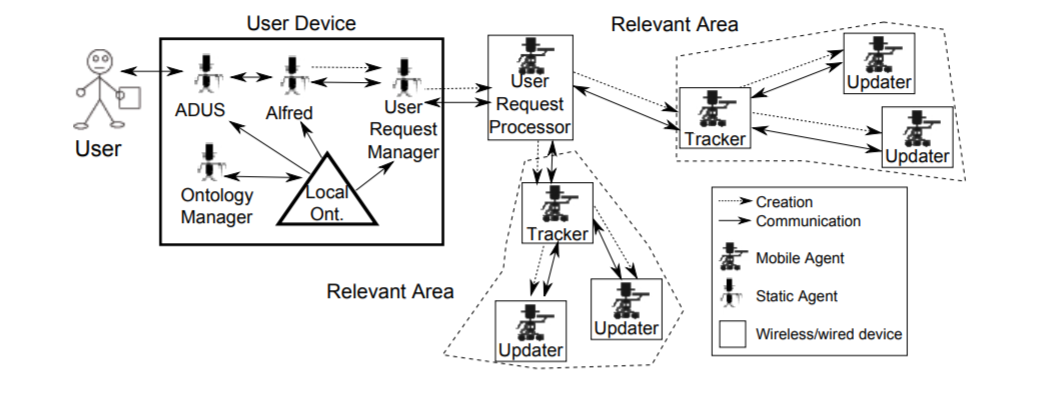 User Device
Relevant Area
User
ADUS
Alfred
User
Request
Manager
Ontology
Manager
Local
Ont.
User
Request
Processor
Tracker
Updater
Updater
Tracker
Updater
Updater
Relevant Area
Creation
Communication
Mobile Agent
Static Agent
Wireless/wired device